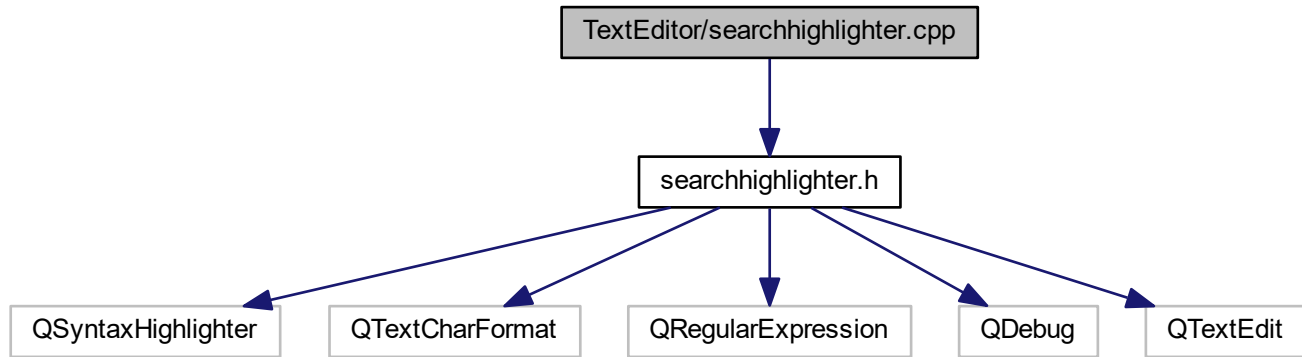 TextEditor/searchhighlighter.cpp
searchhighlighter.h
QSyntaxHighlighter
QTextCharFormat
QRegularExpression
QDebug
QTextEdit